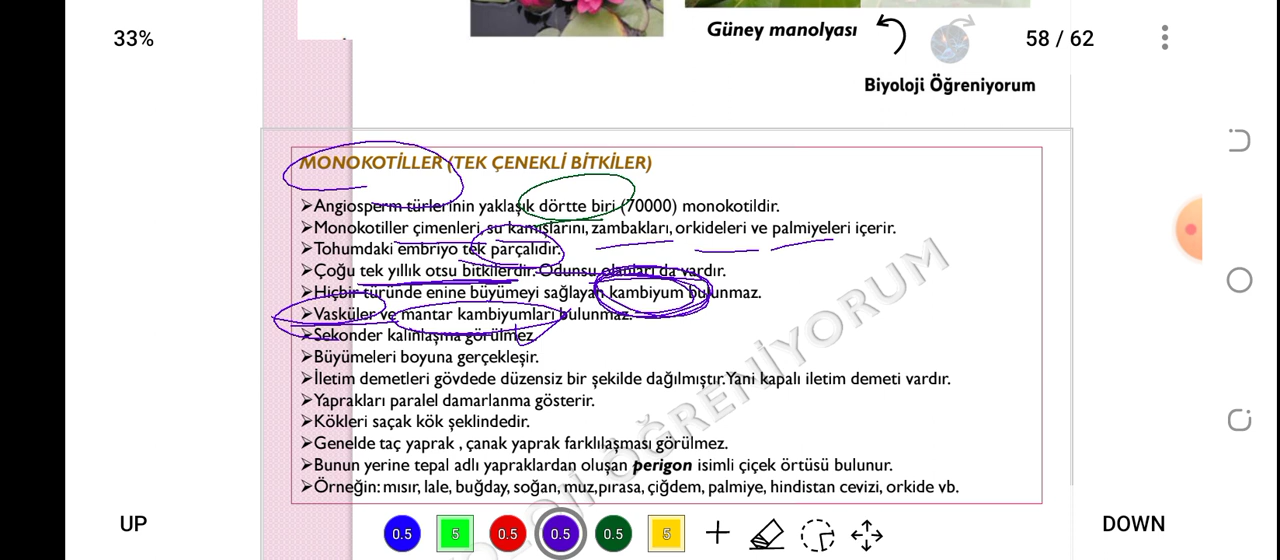 33%
Güney manolyası
58 / 62
Biyoloji Öğreniyorum
MONOKOTİLLER (TEK ÇENEKLİ BİTKİLER)
➢Angiosperm türlerinin yaklaşık dörtte biri (70000) monokotildir.
➢Monokotiller çimenleri, su kamışlarını, zambakları, orkideleri ve palmiyeleri içerir.
➢Tohumdaki embriyo tek parçalıdır.
➢Çoğu tek yıllık otsu bitkilerdir. Odunsu olanları da vardır.
➢Hiçbir türünde enine büyümeyi sağlayan kambiyum bulunmaz.
➢Vasküler ve mantar kambiyumları bulunmaz.
➢Sekonder kalınlaşma görülmez.
➢Büyümeleri boyuna gerçekleşir.
➢İletim demetleri gövdede düzensiz bir şekilde dağılmıştır. Yani kapalı iletim demeti vardır.
➢Yaprakları paralel damarlanma gösterir.
➢Kökleri saçak kök şeklindedir.
➢Genelde taç yaprak , çanak yaprak farklılaşması görülmez.
➢Bunun yerine tepal adlı yapraklardan oluşan perigon isimli çiçek örtüsü bulunur.
➢Örneğin: mısır, lale, buğday, soğan, muz,pırasa, çiğdem, palmiye, hindistan cevizi, orkide vb.
BİYOLOJİ ÖĞRENİYORUM
UP
0.5 5 0.5 0.5 0.5 5
DOWN